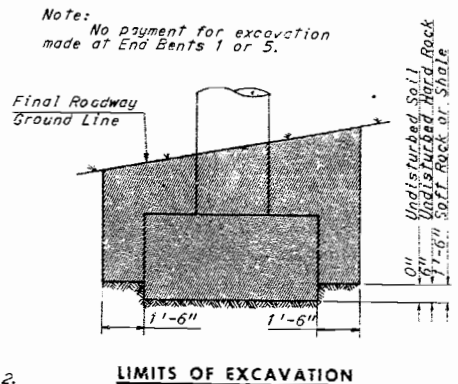 Note:
No payment for excavation
made at End Bents 1 or 5.
Final Roadway
Ground Line
0" Undisturbed Soil
6" Undisturbed Hard Rock
1'-6" Soft Rock or Shale
1'-6" 1'-6"
2. LIMITS OF EXCAVATION